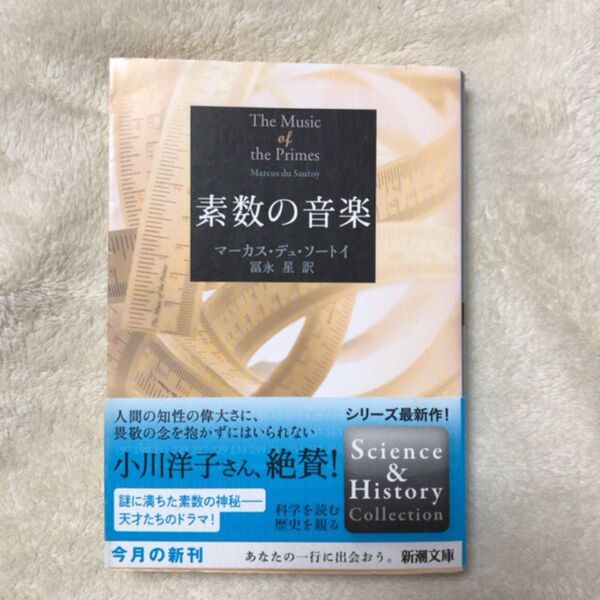 The Music
of
the Primes
Marcus du Sautoy
素数の音楽
マーカス・デュ・ソートイ
冨永 星 訳
人間の知性の偉大さに、
畏敬の念を抱かずにはいられない
小川洋子さん、絶賛!
謎に満ちた素数の神秘——
天才たちのドラマ!
科学を読む
歴史を観る
シリーズ最新作!
Science
&
History
Collection
今月の新刊
あなたの一行に出会おう。
新潮文庫